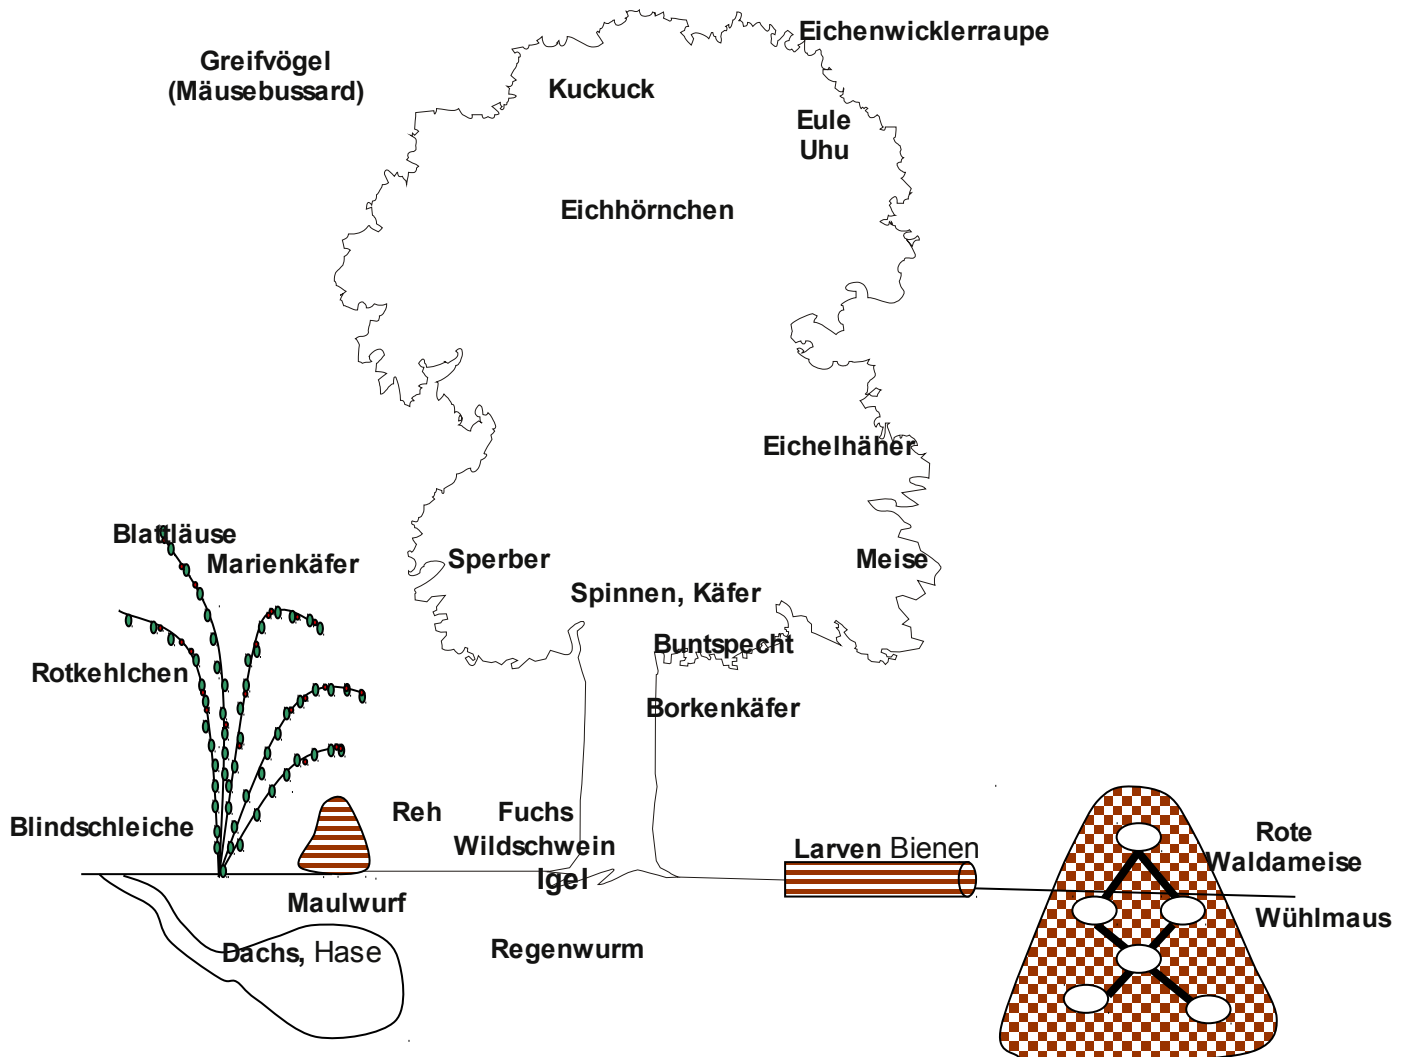 Eichenwicklerraupe
Greifvögel
(Mäusebussard)
Kuckuck
Eule
Uhu
Eichhörnchen
Eichelhäher
Blattläuse
Marienkäfer
Sperber
Meise
Spinnen, Käfer
Buntspecht
Rotkehlchen
Borkenkäfer
Reh
Fuchs
Blindschleiche
Wildschwein
Igel
Larven Bienen
Rote
Waldameise
Maulwurf
Wühlmaus
Dachs, Hase
Regenwurm